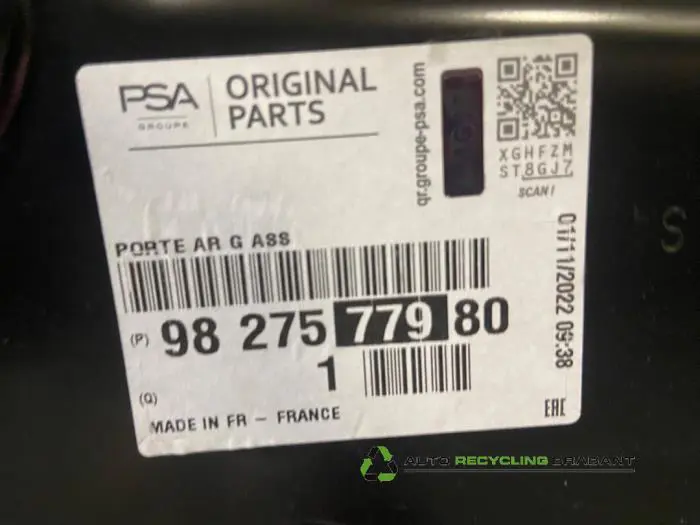 PSA
GROUPE
ORIGINAL
PARTS
qr.groupe-psa.com
XGHFZM
ST8GJ7
SCAN!
PORTE AR G ASS
(P) 98 275 779 80
(Q) 1
MADE IN FR - FRANCE
01/11/2022 09:38
EAC
S
AUTO RECYCLING BRABANT